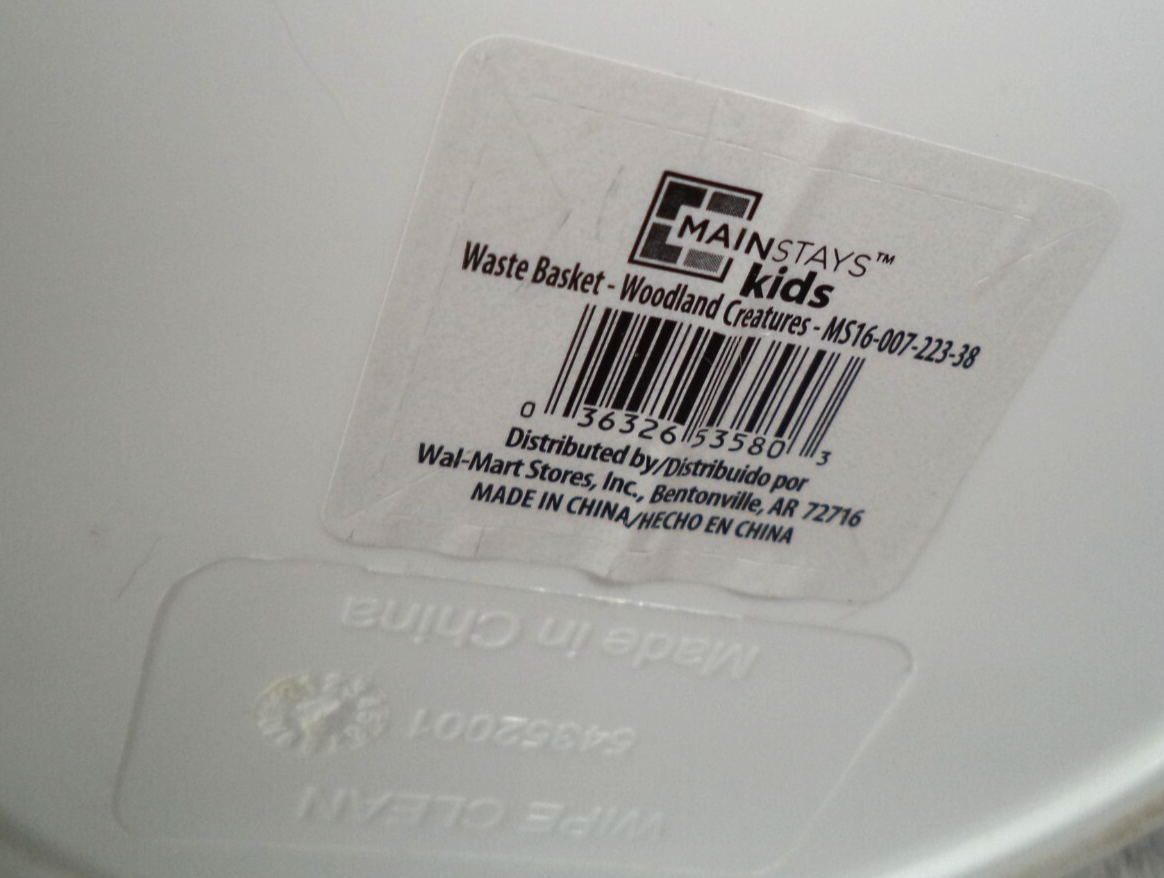 MAINSTAYS™
kids
Waste Basket - Woodland Creatures - MS16-007-223-38
0 36326 53580 3
Distributed by/Distribuido por
Wal-Mart Stores, Inc., Bentonville, AR 72716
MADE IN CHINA/HECHO EN CHINA
WIPE CLEAN
54352001
Made in China